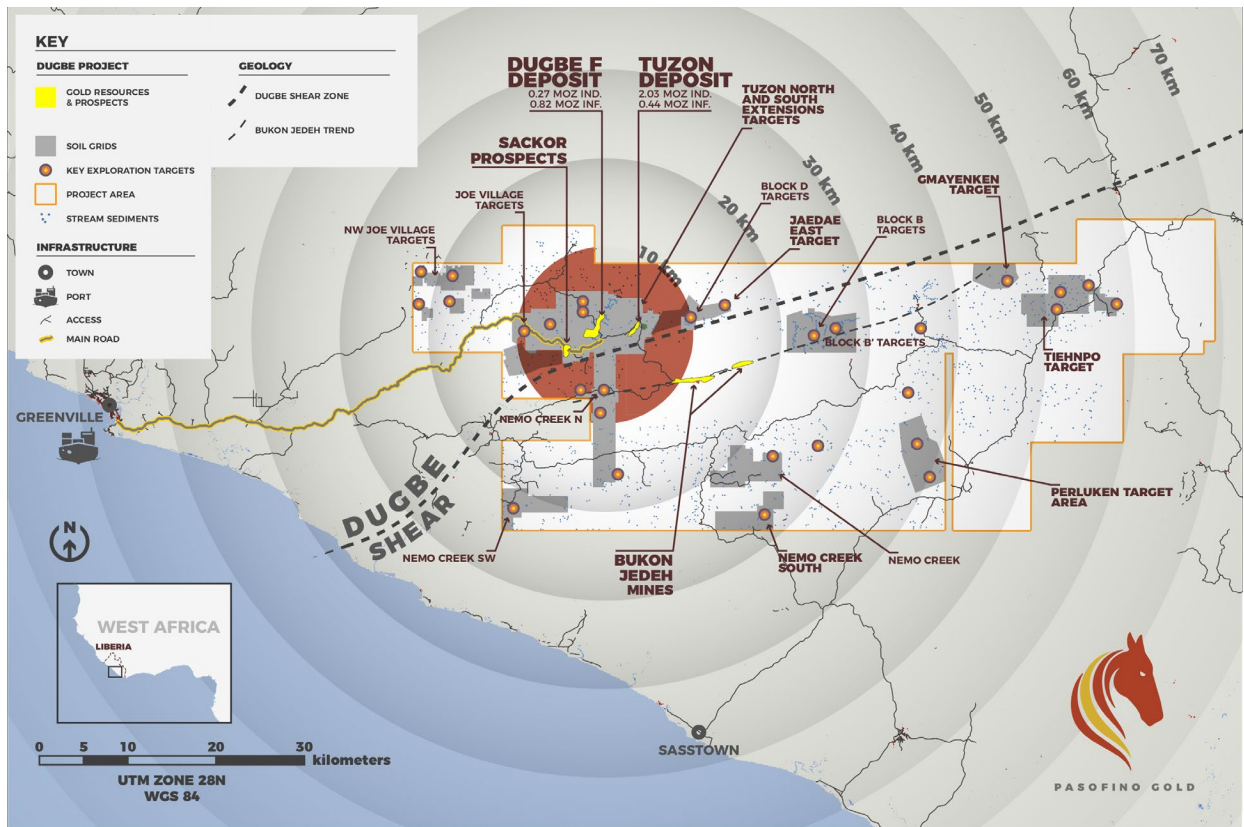 KEY
DUGBE PROJECT
GOLD RESOURCES
& PROSPECTS
SOIL GRIDS
KEY EXPLORATION TARGETS
PROJECT AREA
STREAM SEDIMENTS
GEOLOGY
DUGBE SHEAR ZONE
BUKON JEDEH TREND
INFRASTRUCTURE
TOWN
PORT
ACCESS
MAIN ROAD
DUGBE F
DEPOSIT
0.27 MOZ IND.
0.82 MOZ INF.
TUZON
DEPOSIT
2.03 MOZ IND.
0.44 MOZ INF.
TUZON NORTH
AND SOUTH
EXTENSIONS
TARGETS
SACKOR
PROSPECTS
JOE VILLAGE
TARGETS
NW JOE VILLAGE
TARGETS
BLOCK D
TARGETS
JAEDAE
EAST
TARGET
BLOCK B
TARGETS
GMAYENKEN
TARGET
10 km
20 km
30 km
40 km
50 km
60 km
70 km
BLOCK B' TARGETS
TIEHNPO
TARGET
GREENVILLE
NEMO CREEK N
DUGBE
SHEAR
PERLUKEN TARGET
AREA
NEMO CREEK SW
BUKON
JEDEH
MINES
NEMO CREEK
SOUTH
NEMO CREEK
N
WEST AFRICA
LIBERIA
SASSTOWN
0 5 10 20 30
kilometers
UTM ZONE 28N
WGS 84
PASOFINO GOLD